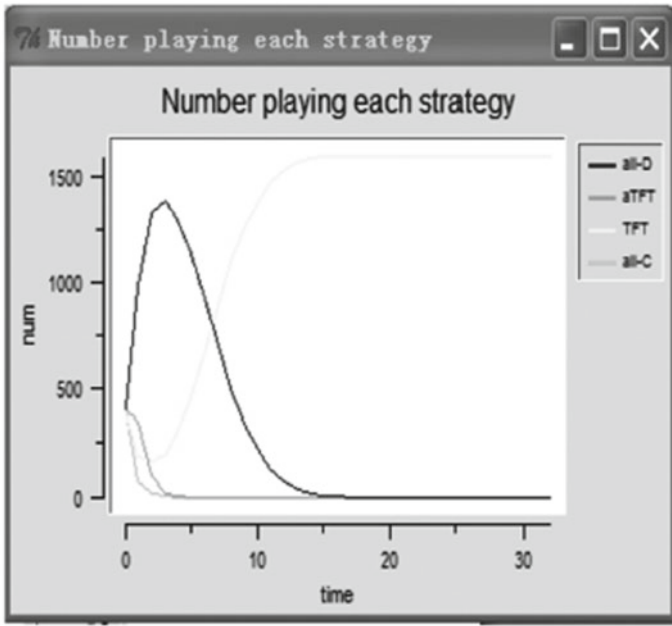 Number playing each strategy
Number playing each strategy
1500
1000
500
0
num
0 10 20 30
time
all-D
aTFT
TFT
all-C